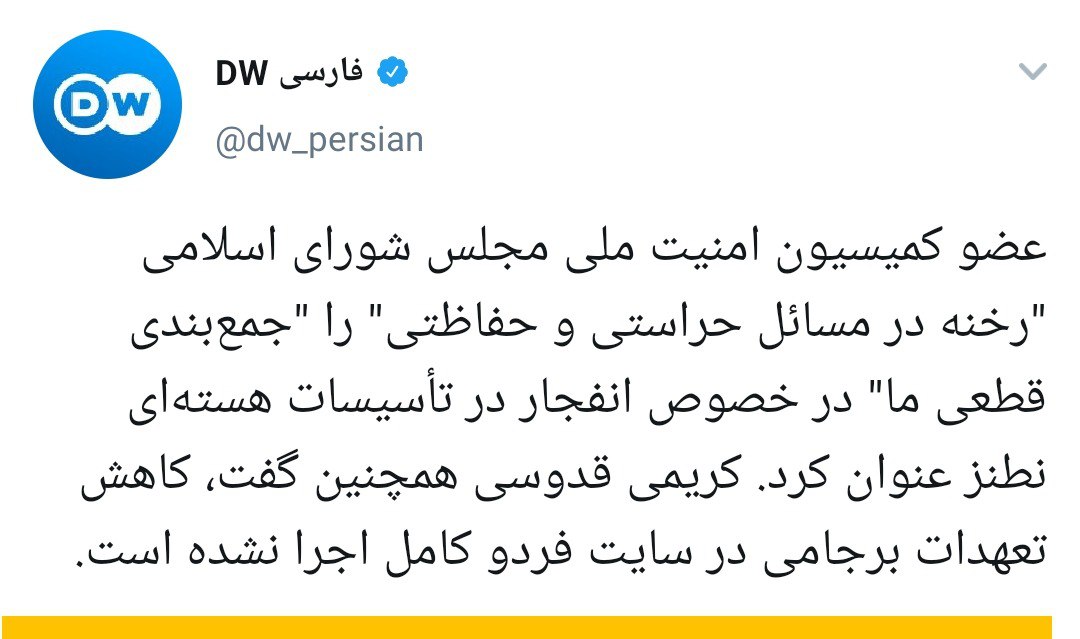 DW
DW فارسی
@dw_persian
عضو کمیسیون امنیت ملی مجلس شورای اسلامی
"رخنه در مسائل حراستی و حفاظتی" را "جمع‌بندی
قطعی ما" در خصوص انفجار در تأسیسات هسته‌ای
نطنز عنوان کرد. کریمی قدوسی همچنین گفت، کاهش
تعهدات برجامی در سایت فردو کامل اجرا نشده است.